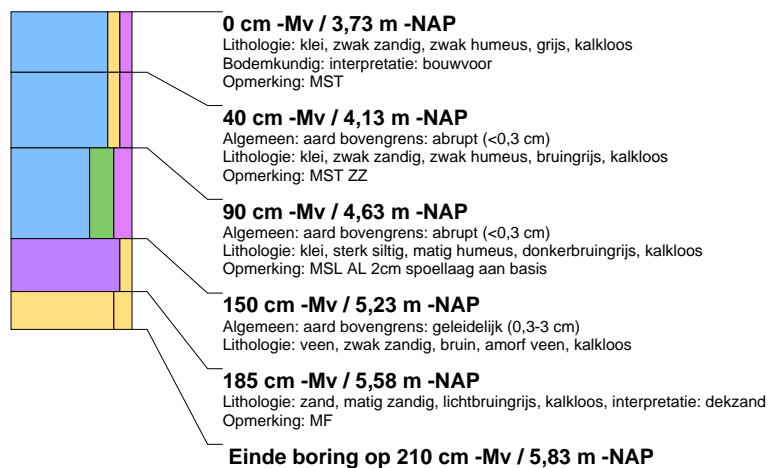 0 cm -Mv / 3,73 m -NAP
Lithologie: klei, zwak zandig, zwak humeus, grijs, kalkloos
Bodemkundig: interpretatie: bouwvoor
Opmerking: MST
40 cm -Mv / 4,13 m -NAP
Algemeen: aard bovengrens: abrupt (<0,3 cm)
Lithologie: klei, zwak zandig, zwak humeus, bruingrijs, kalkloos
Opmerking: MST ZZ
90 cm -Mv / 4,63 m -NAP
Algemeen: aard bovengrens: abrupt (<0,3 cm)
Lithologie: klei, sterk siltig, matig humeus, donkerbruingrijs, kalkloos
Opmerking: MSL AL 2cm spoellaag aan basis
150 cm -Mv / 5,23 m -NAP
Algemeen: aard bovengrens: geleidelijk (0,3-3 cm)
Lithologie: veen, zwak zandig, bruin, amorf veen, kalkloos
185 cm -Mv / 5,58 m -NAP
Lithologie: zand, matig zandig, lichtbruingrijs, kalkloos, interpretatie: dekzand
Opmerking: MF
Einde boring op 210 cm -Mv / 5,83 m -NAP